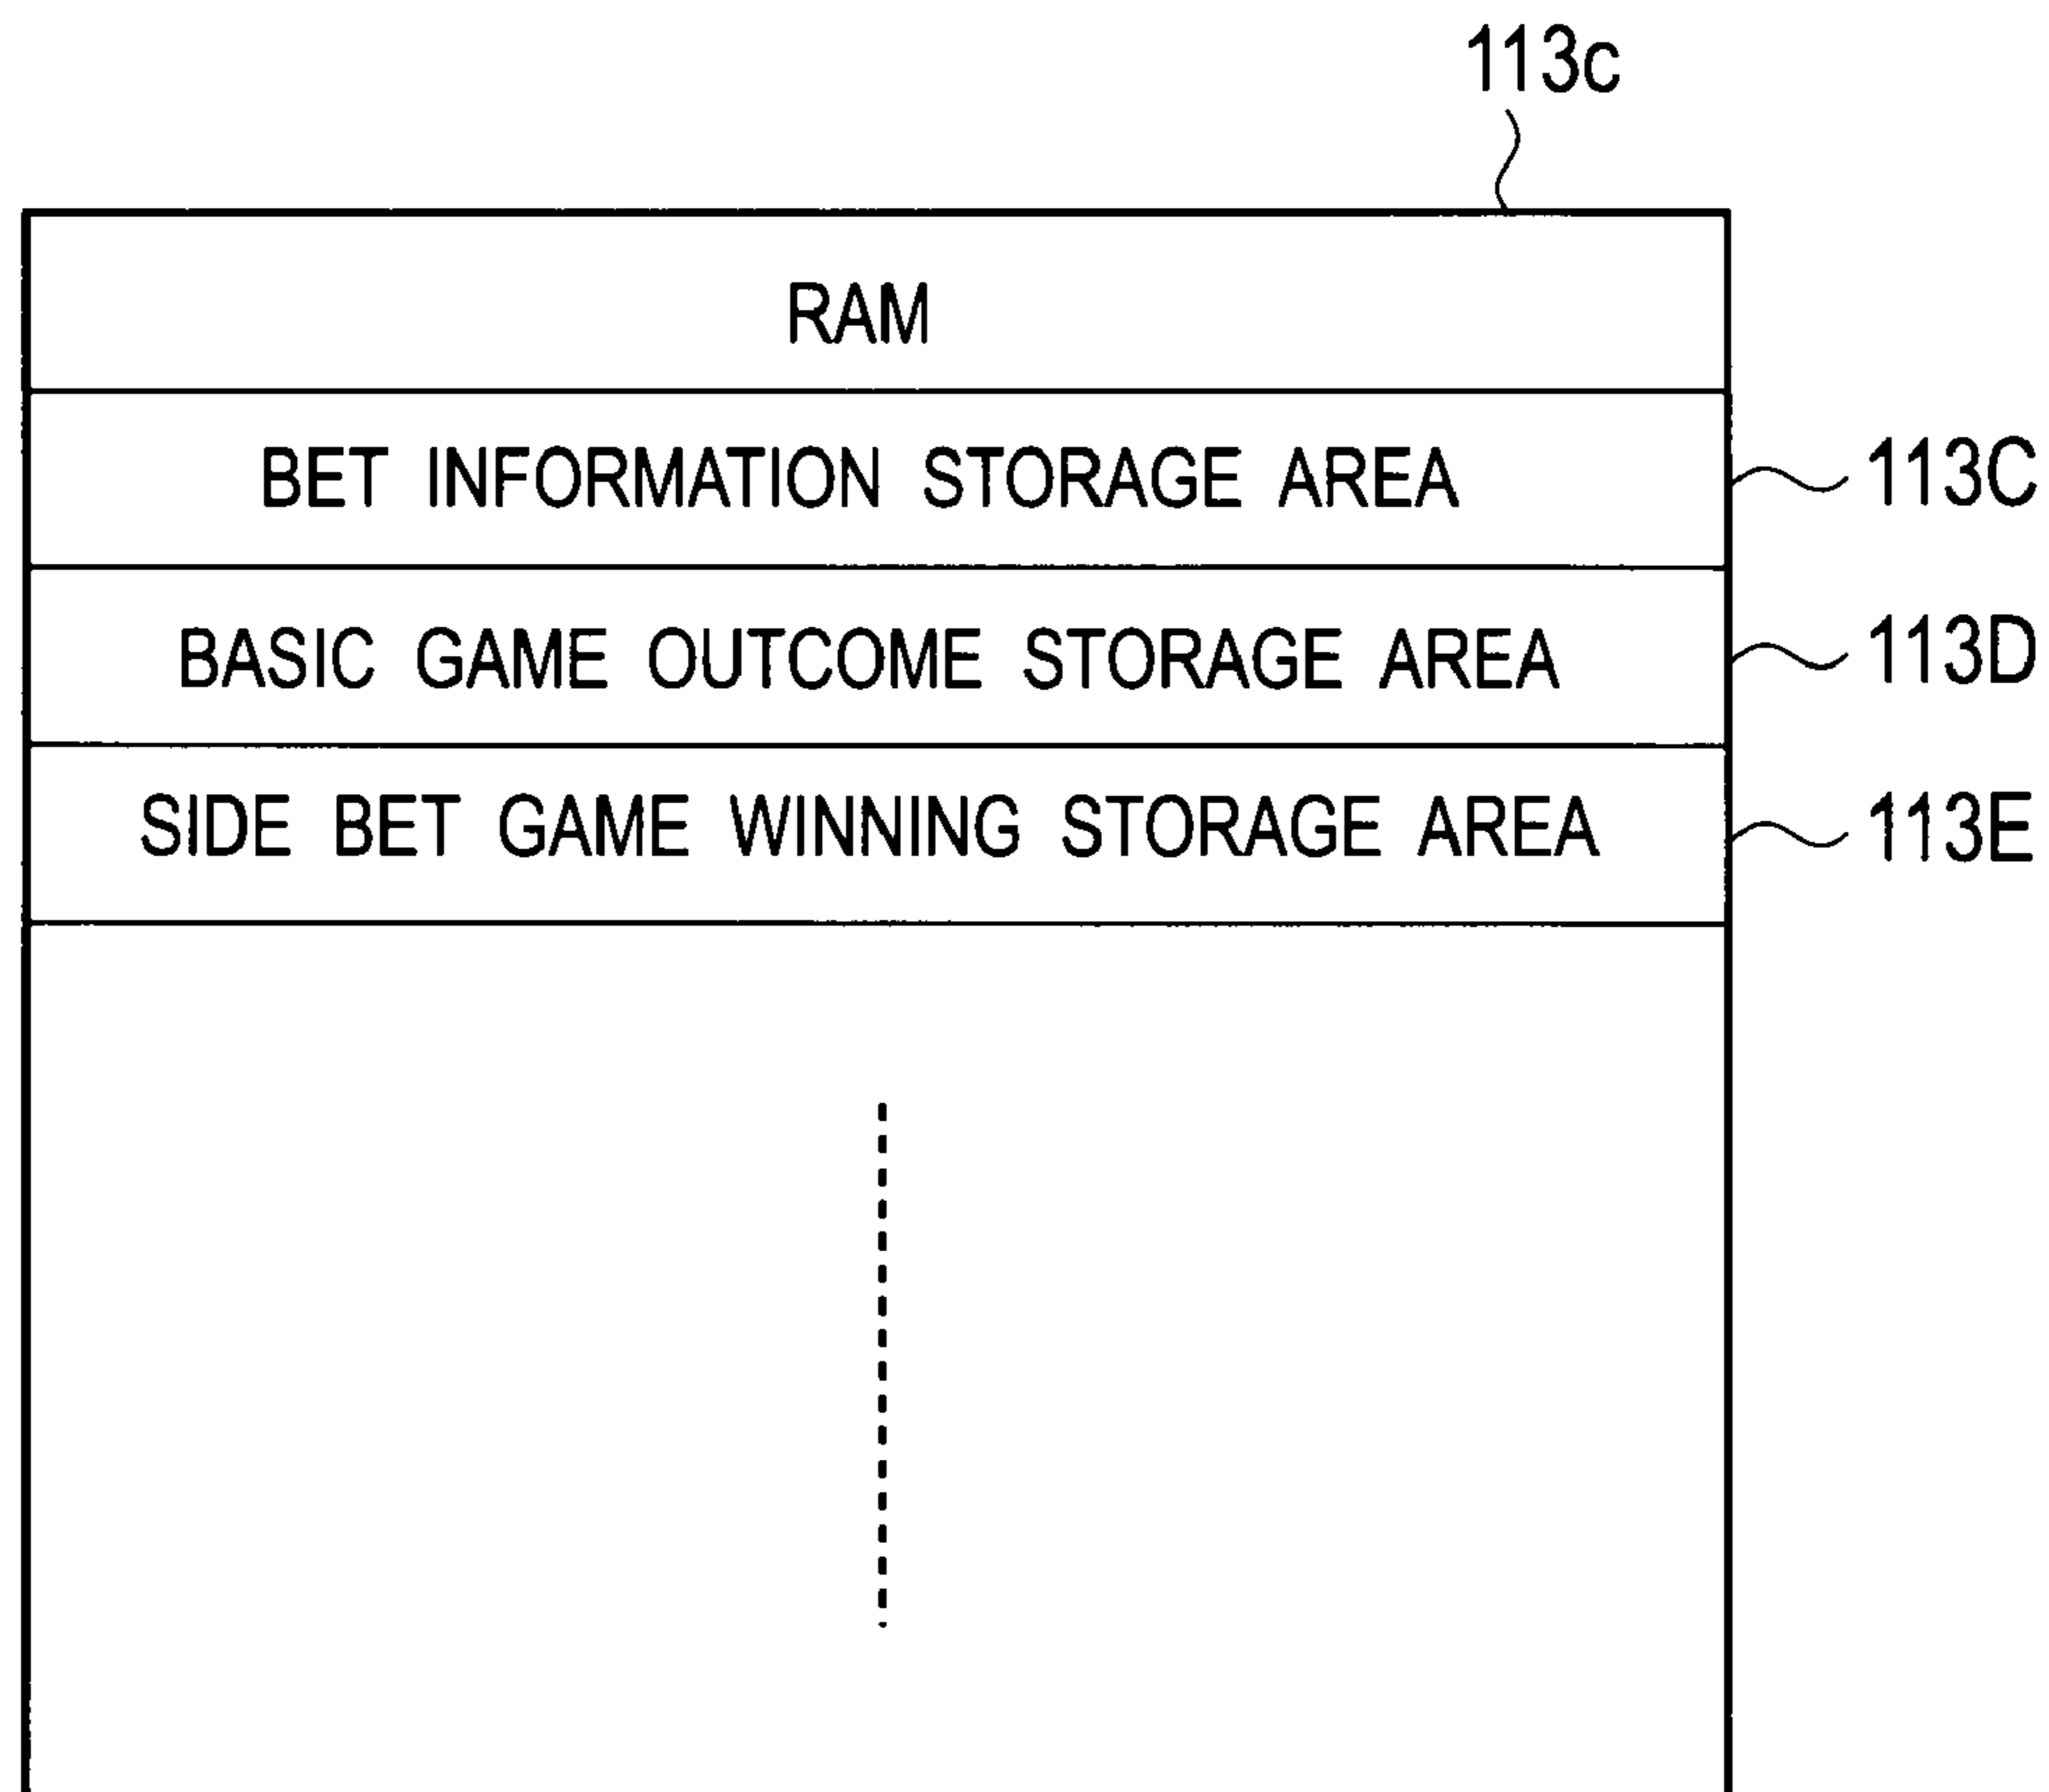 113c
RAM
BET INFORMATION STORAGE AREA 113C
BASIC GAME OUTCOME STORAGE AREA 113D
SIDE BET GAME WINNING STORAGE AREA 113E